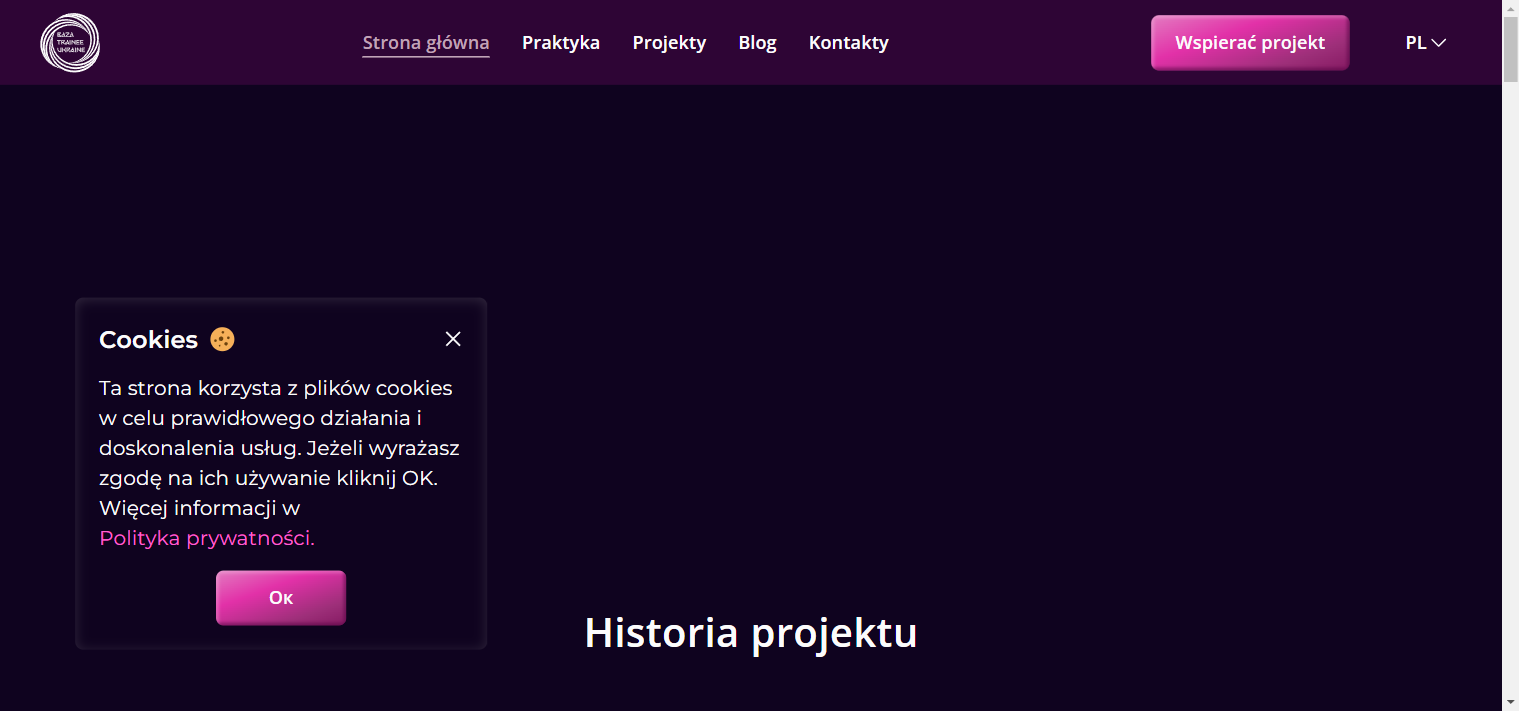 BAZA
TRAINEE
UKRAINE
Strona główna
Praktyka
Projekty
Blog
Kontakty
Wspierać projekt
PL
Cookies
Ta strona korzysta z plików cookies
w celu prawidłowego działania i
doskonalenia usług. Jeżeli wyrażasz
zgodę na ich używanie kliknij OK.
Więcej informacji w
Polityka prywatności.
Ок
Historia projektu